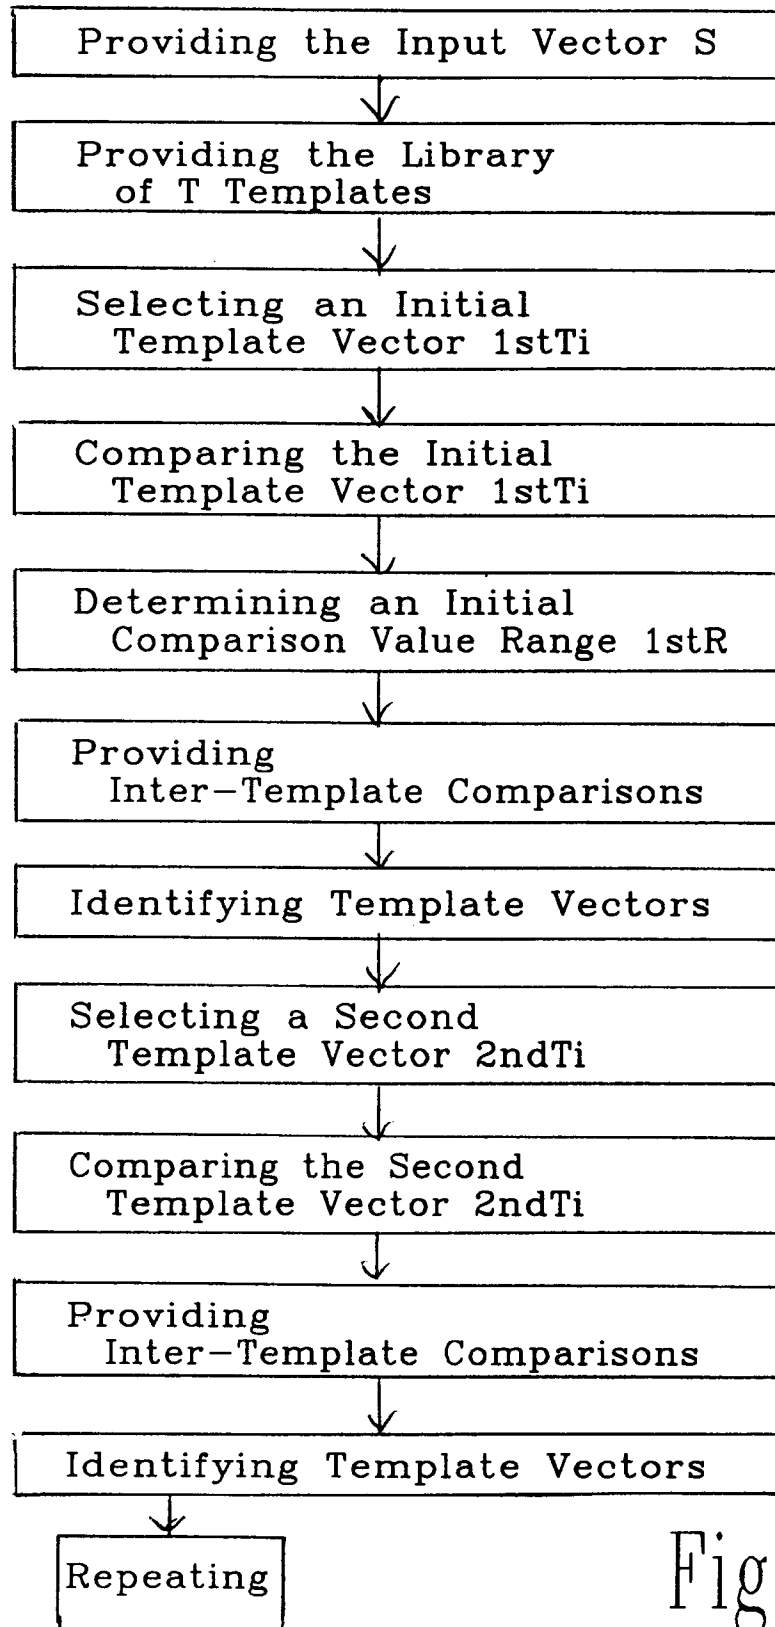 Providing the Input Vector S
Providing the Library
of T Templates
Selecting an Initial
Template Vector 1stTi
Comparing the Initial
Template Vector 1stTi
Determining an Initial
Comparison Value Range 1stR
Providing
Inter-Template Comparisons
Identifying Template Vectors
Selecting a Second
Template Vector 2ndTi
Comparing the Second
Template Vector 2ndTi
Providing
Inter-Template Comparisons
Identifying Template Vectors
Repeating
Fig